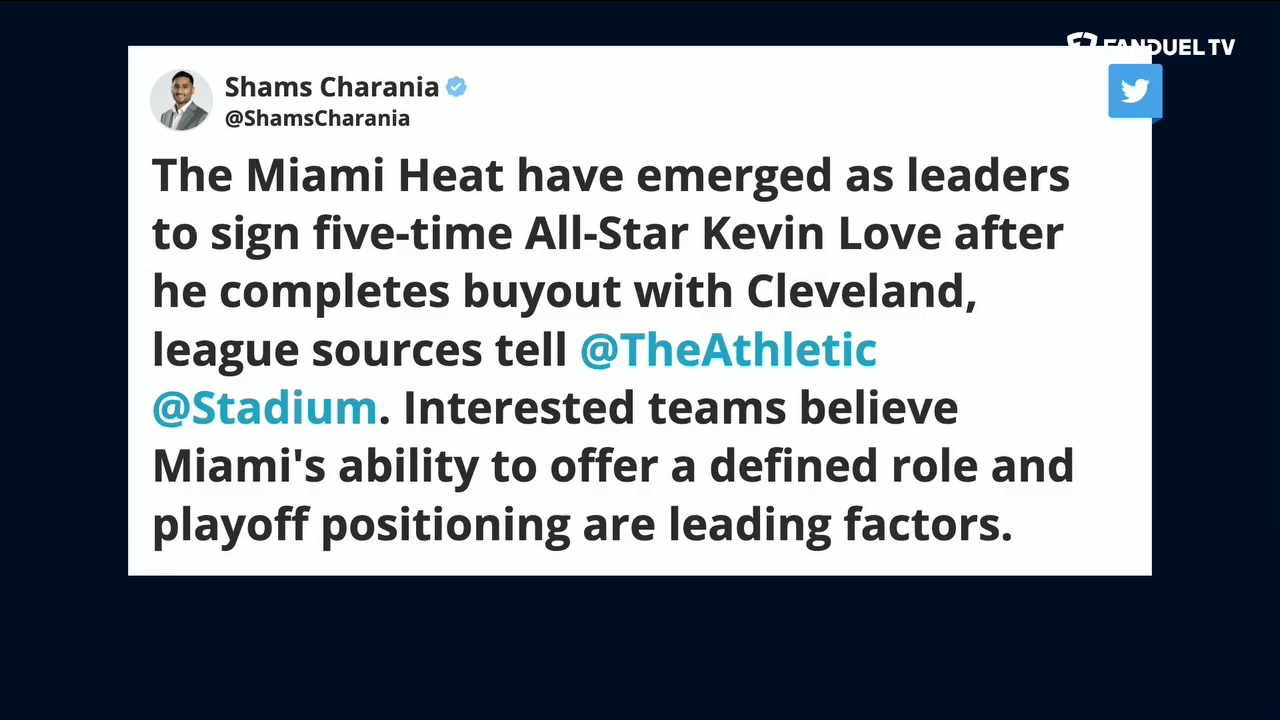 FANDUEL TV
Shams Charania
@ShamsCharania
The Miami Heat have emerged as leaders
to sign five-time All-Star Kevin Love after
he completes buyout with Cleveland,
league sources tell @TheAthletic
@Stadium. Interested teams believe
Miami's ability to offer a defined role and
playoff positioning are leading factors.